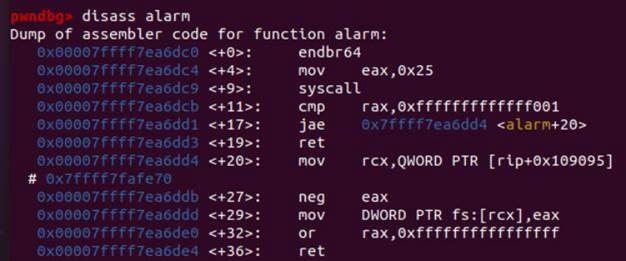 pwndbg> disass alarm
Dump of assembler code for function alarm:
0x00007ffff7ea6dc0 <+0>: endbr64
0x00007ffff7ea6dc4 <+4>: mov eax,0x25
0x00007ffff7ea6dc9 <+9>: syscall
0x00007ffff7ea6dcb <+11>: cmp rax,0xfffffffffffff001
0x00007ffff7ea6dd1 <+17>: jae 0x7ffff7ea6dd4 <alarm+20>
0x00007ffff7ea6dd3 <+19>: ret
0x00007ffff7ea6dd4 <+20>: mov rcx,QWORD PTR [rip+0x109095]
# 0x7ffff7fafe70
0x00007ffff7ea6ddb <+27>: neg eax
0x00007ffff7ea6ddd <+29>: mov DWORD PTR fs:[rcx],eax
0x00007ffff7ea6de0 <+32>: or rax,0xffffffffffffffff
0x00007ffff7ea6de4 <+36>: ret